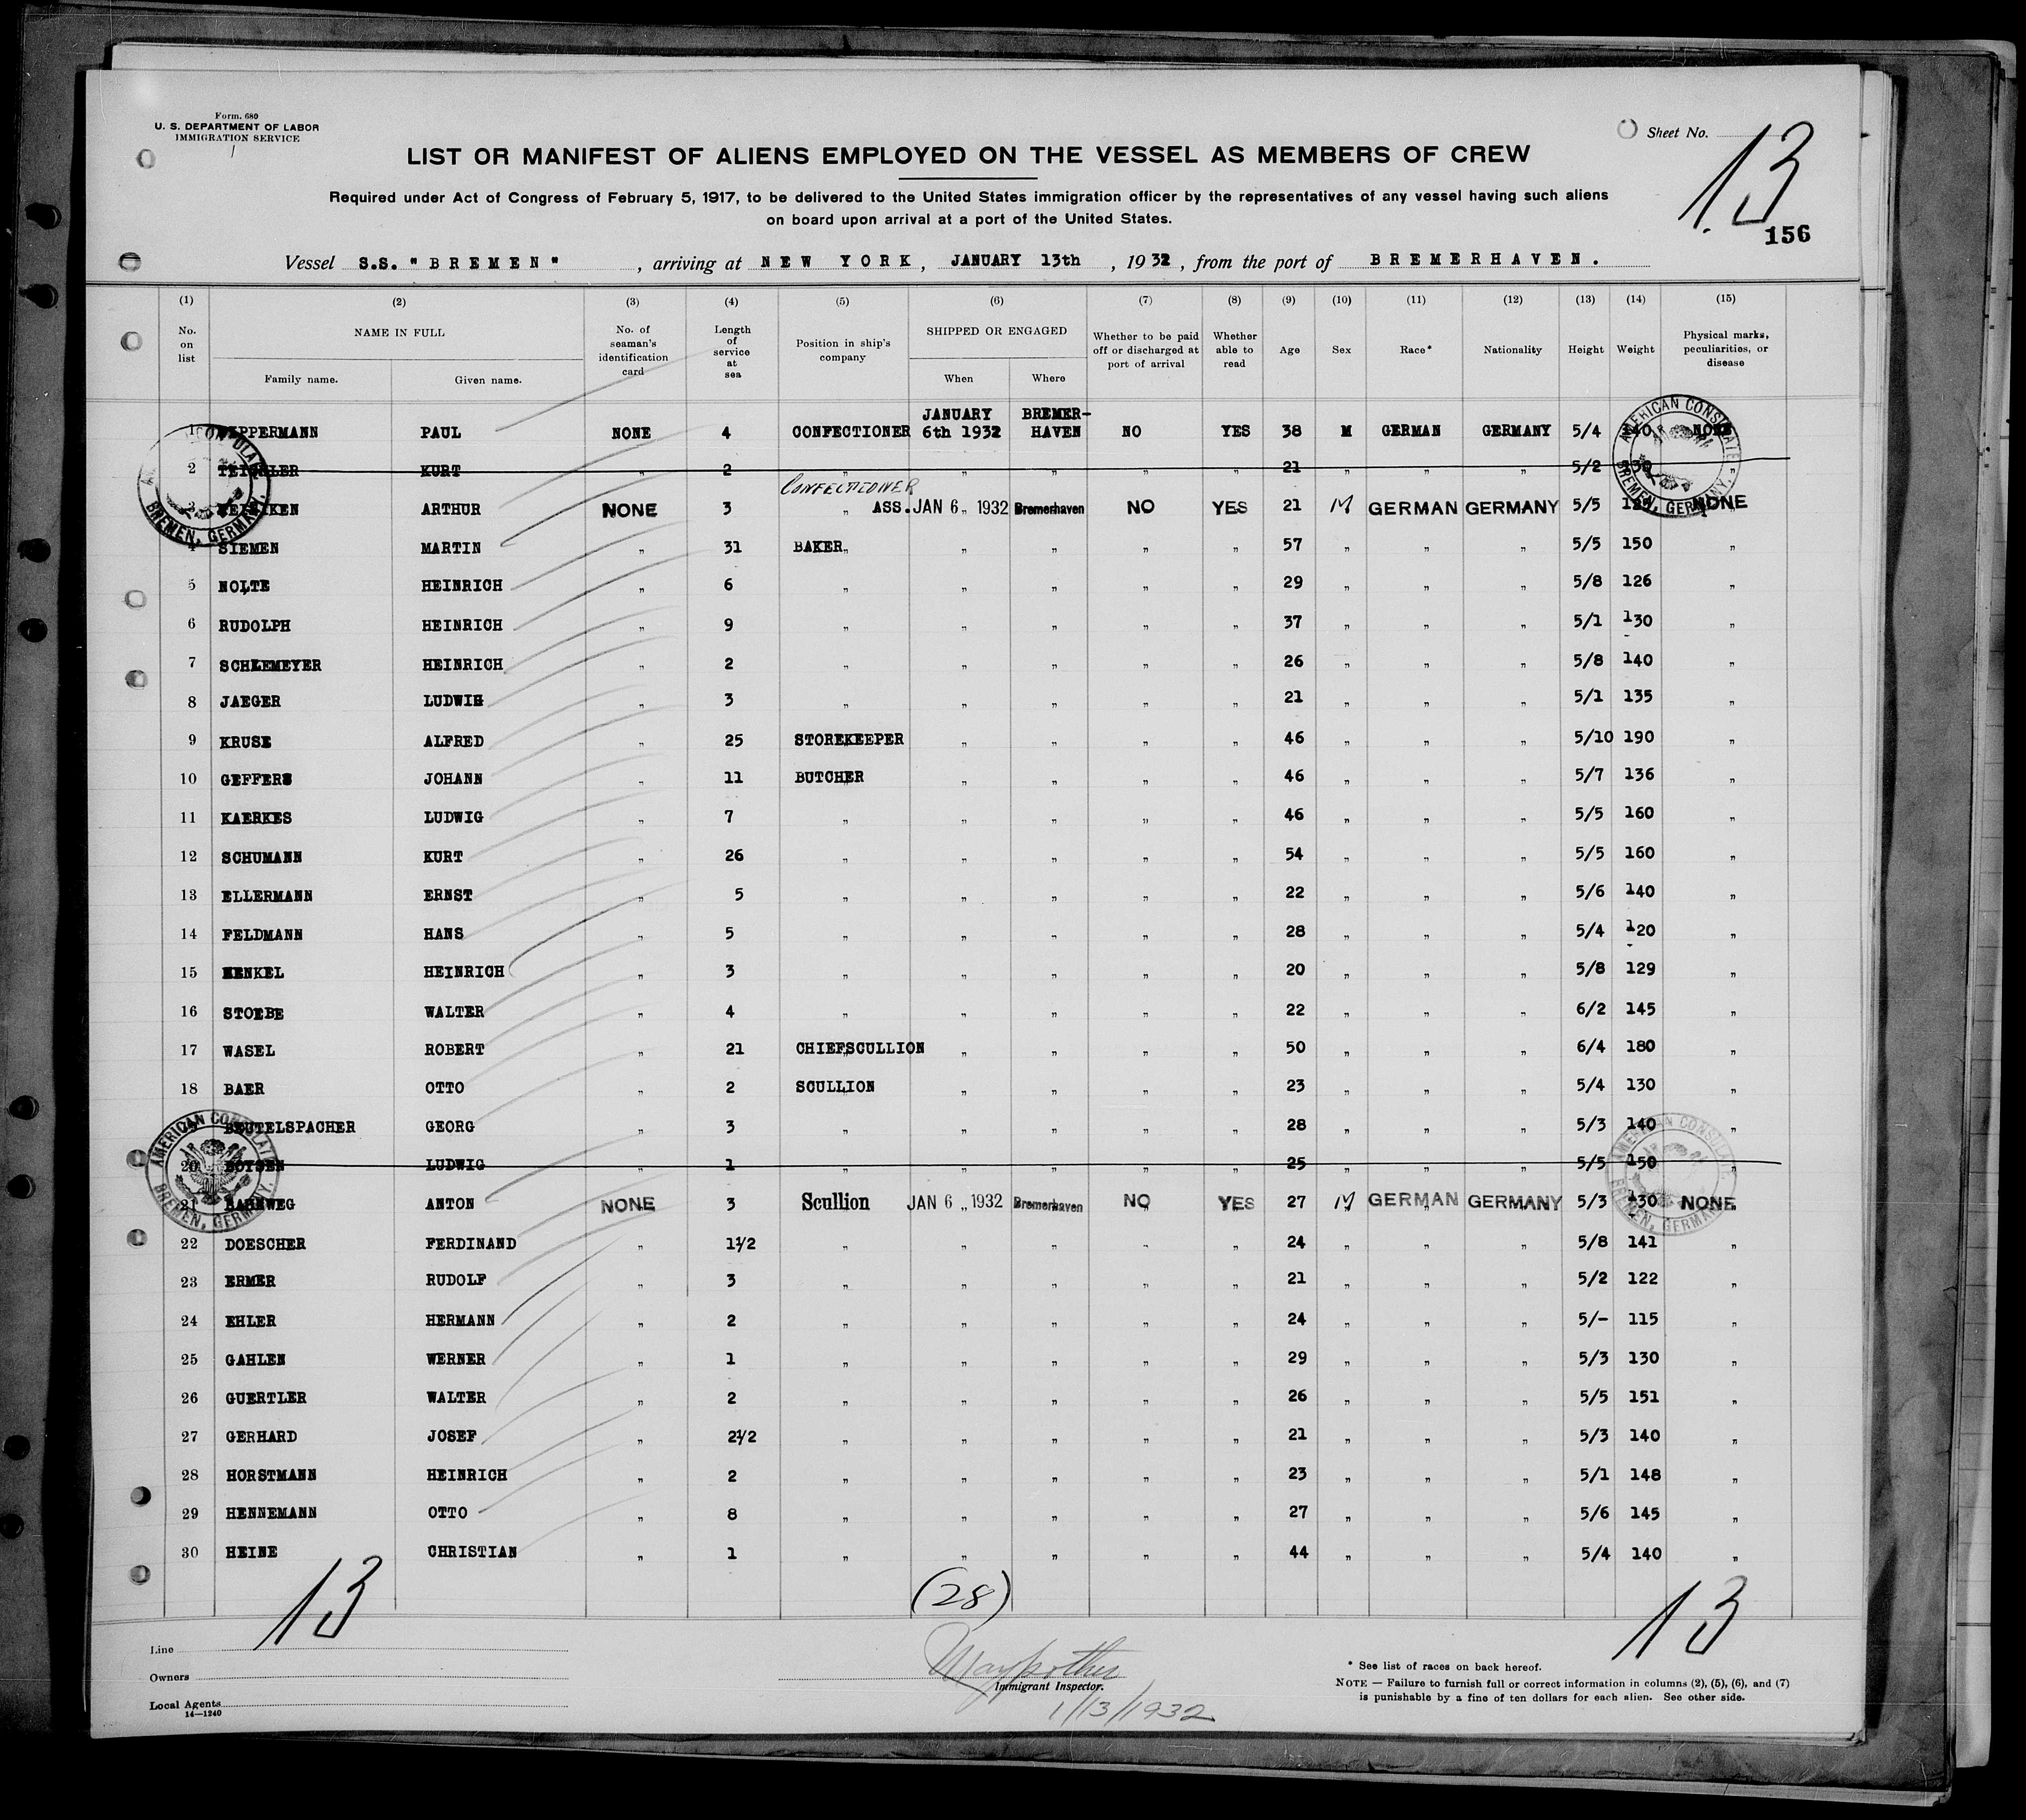 Form. 680
U. S. DEPARTMENT OF LABOR
IMMIGRATION SERVICE
Sheet No. 13
156
LIST OR MANIFEST OF ALIENS EMPLOYED ON THE VESSEL AS MEMBERS OF CREW
Required under Act of Congress of February 5, 1917, to be delivered to the United States immigration officer by the representatives of any vessel having such aliens
on board upon arrival at a port of the United States.
Vessel S.S. "BREMEN", arriving at NEW YORK, JANUARY 13th, 1932, from the port of BREMERHAVEN.
(1) (2) (3) (4) (5) (6) (7) (8) (9) (10) (11) (12) (13) (14) (15)
No. on list NAME IN FULL Family name. Given name. No. of seaman's identification card Length of service at sea Position in ship's company SHIPPED OR ENGAGED When Where Whether to be paid off or discharged at port of arrival Whether able to read Age Sex Race* Nationality Height Weight Physical marks, peculiarities, or disease
JANUARY BREMER-
1 PAUL NONE 4 CONFECTIONER 6th 1932 HAVEN NO YES 38 M GERMAN GERMANY 5/4 140 NONE
2 KURT " 2 " " " " " 21 " " " 5/2 130 "
CONFECTIONER
ARTHUR NONE 3 " ASS. JAN 6 " 1932 Bremerhaven NO YES 21 M GERMAN GERMANY 5/5 NONE
4 SIEMEN MARTIN " 31 BAKER " " " " " 57 " " " 5/5 150 "
5 NOLTE HEINRICH " 6 " " " " " 29 " " " 5/8 126 "
6 RUDOLPH HEINRICH " 9 " " " " " 37 " " " 5/1 130 "
7 SCHLEMEYER HEINRICH " 2 " " " " " 26 " " " 5/8 140 "
8 JAEGER LUDWIG " 3 " " " " " 21 " " " 5/1 135 "
9 KRUSE ALFRED " 25 STOREKEEPER " " " " 46 " " " 5/10 190 "
10 GEFFERS JOHANN " 11 BUTCHER " " " " 46 " " " 5/7 136 "
11 KAERKES LUDWIG " 7 " " " " " 46 " " " 5/5 160 "
12 SCHUMANN KURT " 26 " " " " " 54 " " " 5/5 160 "
13 ELLERMANN ERNST " 5 " " " " " 22 " " " 5/6 140 "
14 FELDMANN HANS " 5 " " " " " 28 " " " 5/4 120 "
15 HENKEL HEINRICH " 3 " " " " " 20 " " " 5/8 129 "
16 STOEBE WALTER " 4 " " " " " 22 " " " 6/2 145 "
17 WASEL ROBERT " 21 CHIEFSCULLION " " " " 50 " " " 6/4 180 "
18 BAER OTTO " 2 SCULLION " " " " 23 " " " 5/4 130 "
19 BEUTELSPACHER GEORG " 3 " " " " " 28 " " " 5/3 140 "
20 BOYSEN LUDWIG " 1 " " " " " 25 " " " 5/5 150 "
21 BAHNWEG ANTON NONE 3 Scullion JAN 6 " 1932 Bremerhaven NO YES 27 M GERMAN GERMANY 5/3 130 NONE
22 DOESCHER FERDINAND " 1 1/2 " " " " " 24 " " " 5/8 141 "
23 ERMER RUDOLF " 3 " " " " " 21 " " " 5/2 122 "
24 EHLER HERMANN " 2 " " " " " 24 " " " 5/- 115 "
25 GAHLEN WERNER " 1 " " " " " 29 " " " 5/3 130 "
26 GUERTLER WALTER " 2 " " " " " 26 " " " 5/5 151 "
27 GERHARD JOSEF " 2 1/2 " " " " " 21 " " " 5/3 140 "
28 HORSTMANN HEINRICH " 2 " " " " " 23 " " " 5/1 148 "
29 HENNEMANN OTTO " 8 " " " " " 27 " " " 5/6 145 "
30 HEINE CHRISTIAN " 1 " " " " " 44 " " " 5/4 140 "
AMERICAN CONSULATE BREMEN, GERMANY.
AMERICAN CONSULATE BREMEN, GERMANY.
AMERICAN CONSULATE BREMEN, GERMANY.
AMERICAN CONSULATE BREMEN, GERMANY.
13 (28) 13
Line
Owners
Local Agents
14—1240
Immigrant Inspector.
1/13/1932
* See list of races on back hereof.
NOTE — Failure to furnish full or correct information in columns (2), (5), (6), and (7)
is punishable by a fine of ten dollars for each alien. See other side.